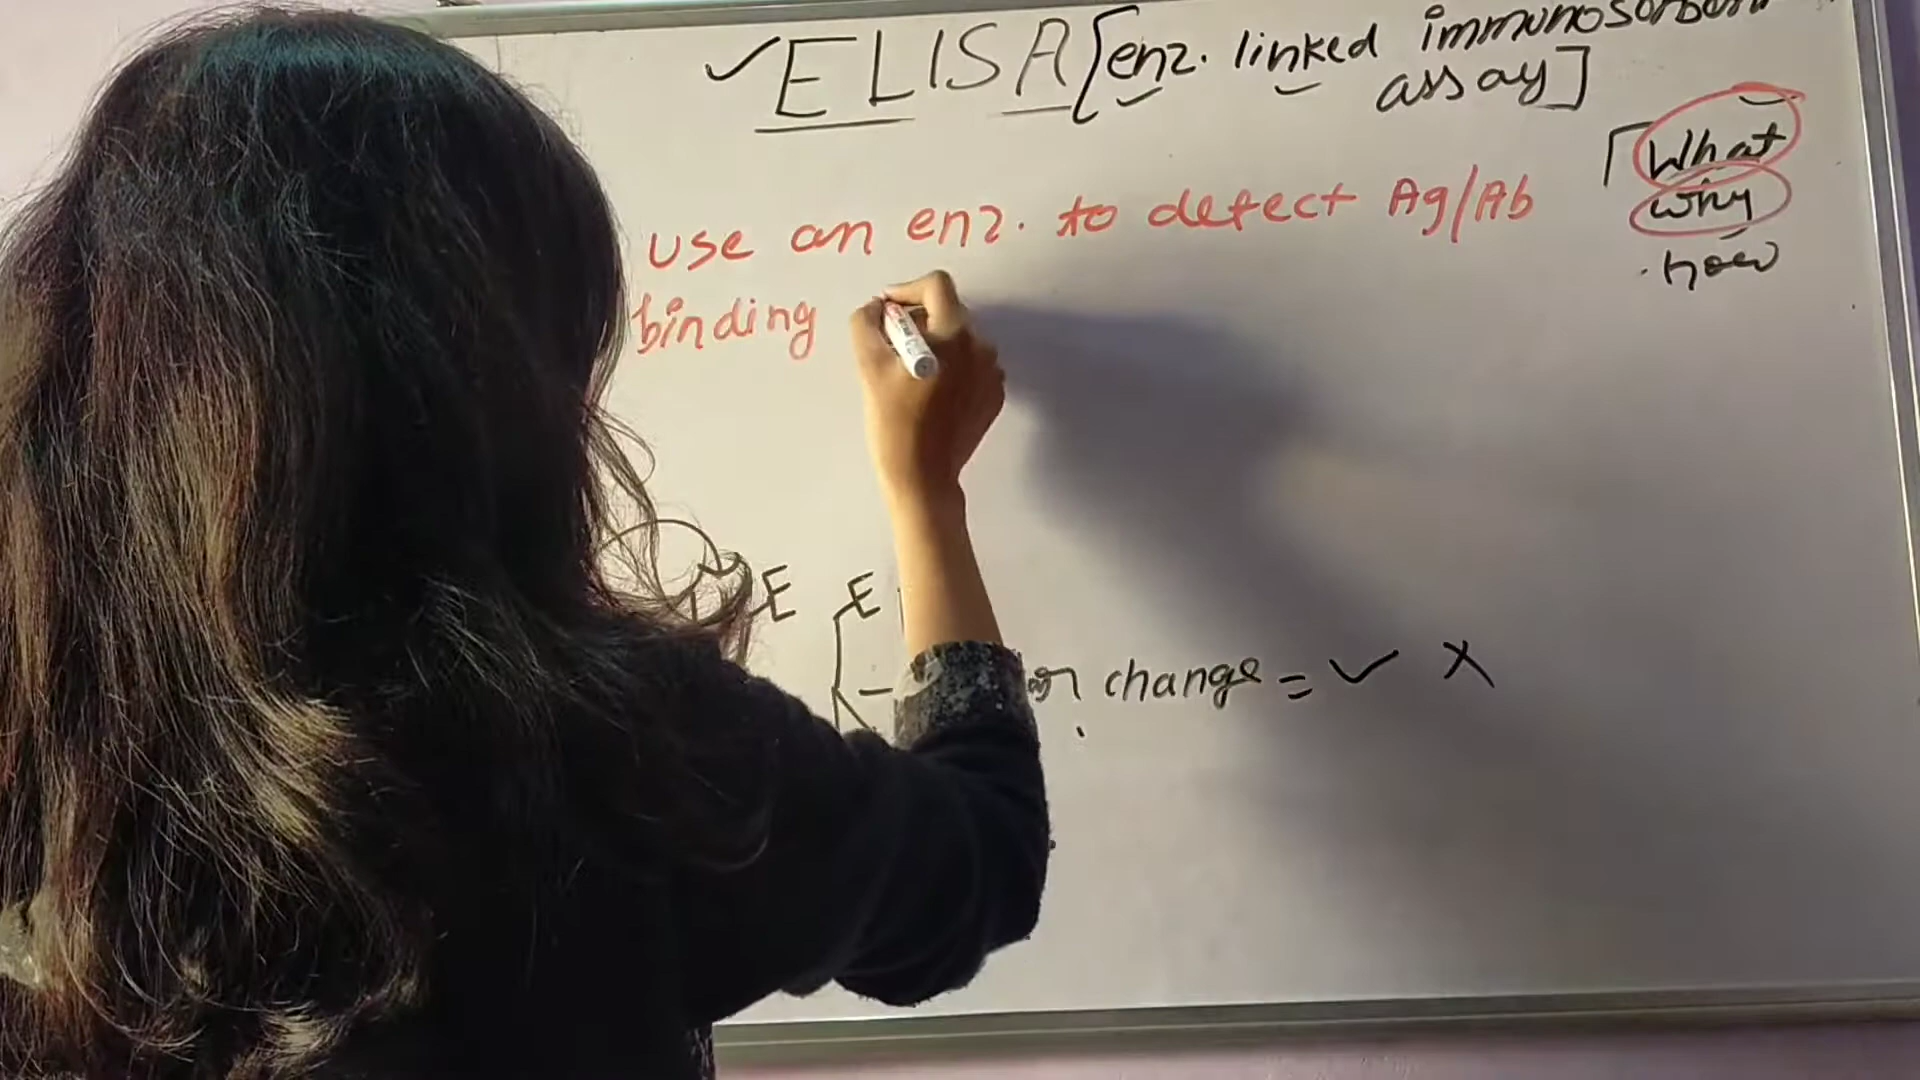 ✓ELISA [enz. linked immunosorbent
assay]
What
why
how
use an enz. to detect Ag/Ab
binding
E E
change = ✓ X